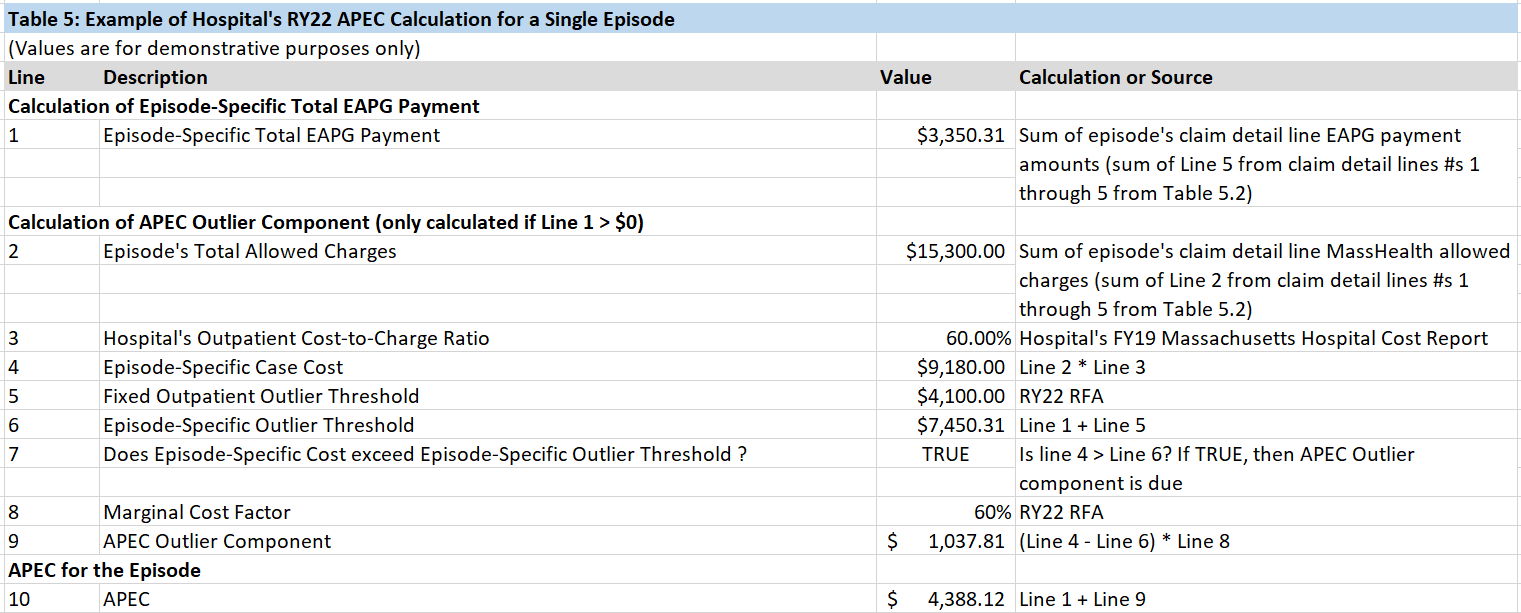 Table 5: Example of Hospital's RY22 APEC Calculation for a Single Episode
(Values are for demonstrative purposes only)
Line Description Value Calculation or Source
Calculation of Episode-Specific Total EAPG Payment
1 Episode-Specific Total EAPG Payment $3,350.31 Sum of episode's claim detail line EAPG payment
amounts (sum of Line 5 from claim detail lines #s 1
through 5 from Table 5.2)
Calculation of APEC Outlier Component (only calculated if Line 1 > $0)
2 Episode's Total Allowed Charges $15,300.00 Sum of episode's claim detail line MassHealth allowed
charges (sum of Line 2 from claim detail lines #s 1
through 5 from Table 5.2)
3 Hospital's Outpatient Cost-to-Charge Ratio 60.00% Hospital's FY19 Massachusetts Hospital Cost Report
4 Episode-Specific Case Cost $9,180.00 Line 2 * Line 3
5 Fixed Outpatient Outlier Threshold $4,100.00 RY22 RFA
6 Episode-Specific Outlier Threshold $7,450.31 Line 1 + Line 5
7 Does Episode-Specific Cost exceed Episode-Specific Outlier Threshold ? TRUE Is line 4 > Line 6? If TRUE, then APEC Outlier
component is due
8 Marginal Cost Factor 60% RY22 RFA
9 APEC Outlier Component $ 1,037.81 (Line 4 - Line 6) * Line 8
APEC for the Episode
10 APEC $ 4,388.12 Line 1 + Line 9